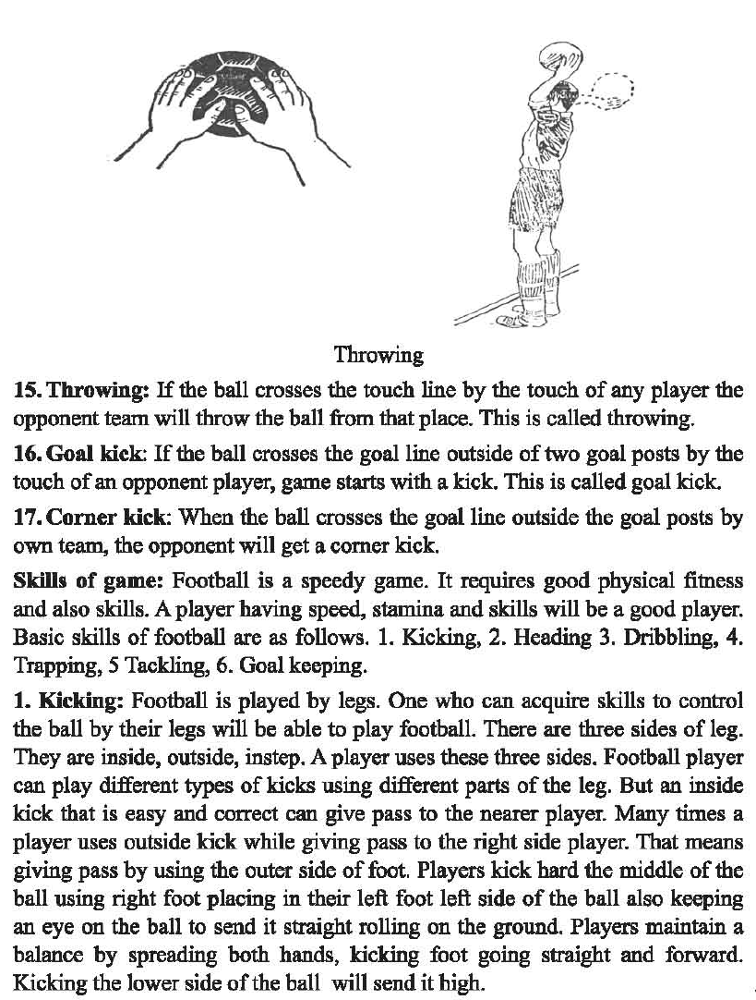 Throwing
15. Throwing: If the ball crosses the touch line by the touch of any player the
opponent team will throw the ball from that place. This is called throwing.
16. Goal kick: If the ball crosses the goal line outside of two goal posts by the
touch of an opponent player, game starts with a kick. This is called goal kick.
17. Corner kick: When the ball crosses the goal line outside the goal posts by
own team, the opponent will get a corner kick.
Skills of game: Football is a speedy game. It requires good physical fitness
and also skills. A player having speed, stamina and skills will be a good player.
Basic skills of football are as follows. 1. Kicking, 2. Heading 3. Dribbling, 4.
Trapping, 5 Tackling, 6. Goal keeping.
1. Kicking: Football is played by legs. One who can acquire skills to control
the ball by their legs will be able to play football. There are three sides of leg.
They are inside, outside, instep. A player uses these three sides. Football player
can play different types of kicks using different parts of the leg. But an inside
kick that is easy and correct can give pass to the nearer player. Many times a
player uses outside kick while giving pass to the right side player. That means
giving pass by using the outer side of foot. Players kick hard the middle of the
ball using right foot placing in their left foot left side of the ball also keeping
an eye on the ball to send it straight rolling on the ground. Players maintain a
balance by spreading both hands, kicking foot going straight and forward.
Kicking the lower side of the ball will send it high.